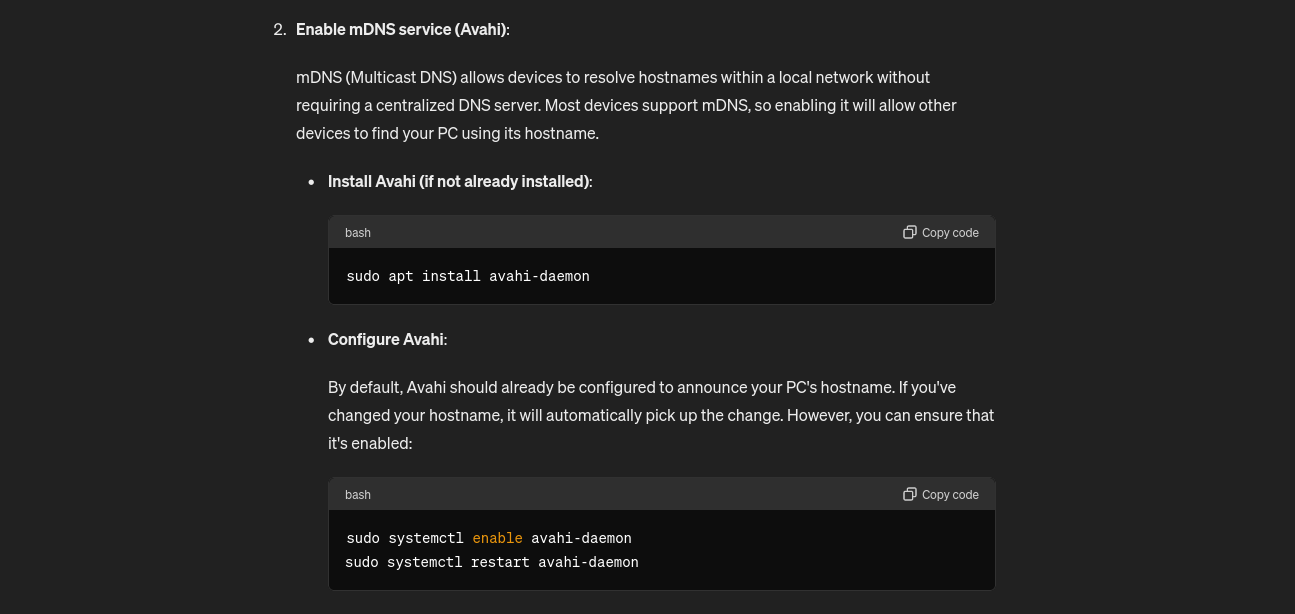 2. Enable mDNS service (Avahi):
mDNS (Multicast DNS) allows devices to resolve hostnames within a local network without
requiring a centralized DNS server. Most devices support mDNS, so enabling it will allow other
devices to find your PC using its hostname.
• Install Avahi (if not already installed):
bash Copy code
sudo apt install avahi-daemon
• Configure Avahi:
By default, Avahi should already be configured to announce your PC's hostname. If you've
changed your hostname, it will automatically pick up the change. However, you can ensure that
it's enabled:
bash Copy code
sudo systemctl enable avahi-daemon
sudo systemctl restart avahi-daemon